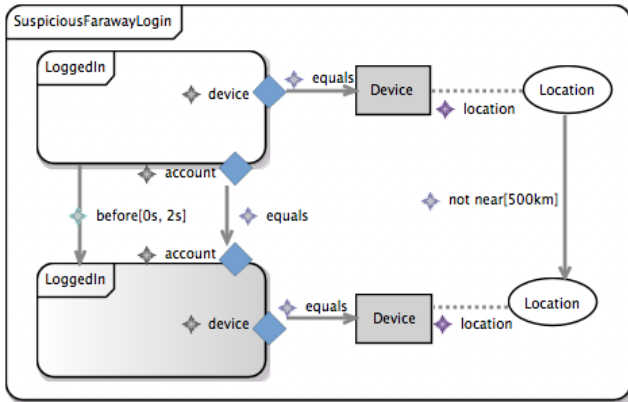 SuspiciousFarawayLogin
LoggedIn
device
equals
Device
location
Location
account
before[0s, 2s]
equals
not near[500km]
account
LoggedIn
device
equals
Device
location
Location